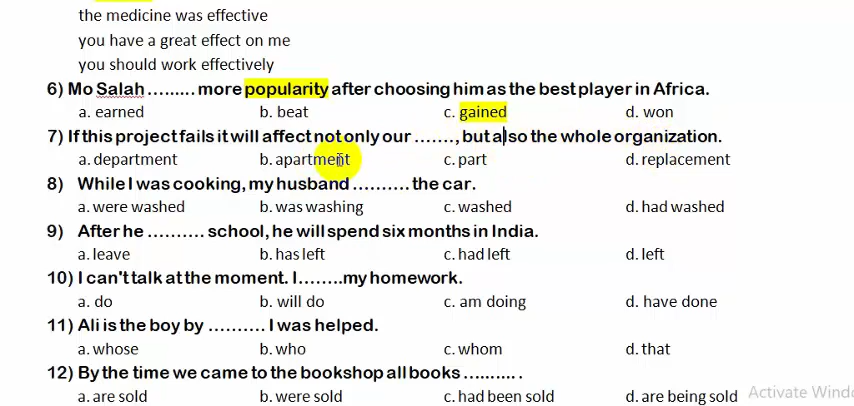 the medicine was effective
you have a great effect on me
you should work effectively
6) Mo Salah ......... more popularity after choosing him as the best player in Africa.
a. earned b. beat c. gained d. won
7) If this project fails it will affect not only our ......., but also the whole organization.
a. department b. apartment c. part d. replacement
8) While I was cooking, my husband .......... the car.
a. were washed b. was washing c. washed d. had washed
9) After he .......... school, he will spend six months in India.
a. leave b. has left c. had left d. left
10) I can't talk at the moment. I........my homework.
a. do b. will do c. am doing d. have done
11) Ali is the boy by .......... I was helped.
a. whose b. who c. whom d. that
12) By the time we came to the bookshop all books .......... .
a. are sold b. were sold c. had been sold d. are being sold
Activate Windo